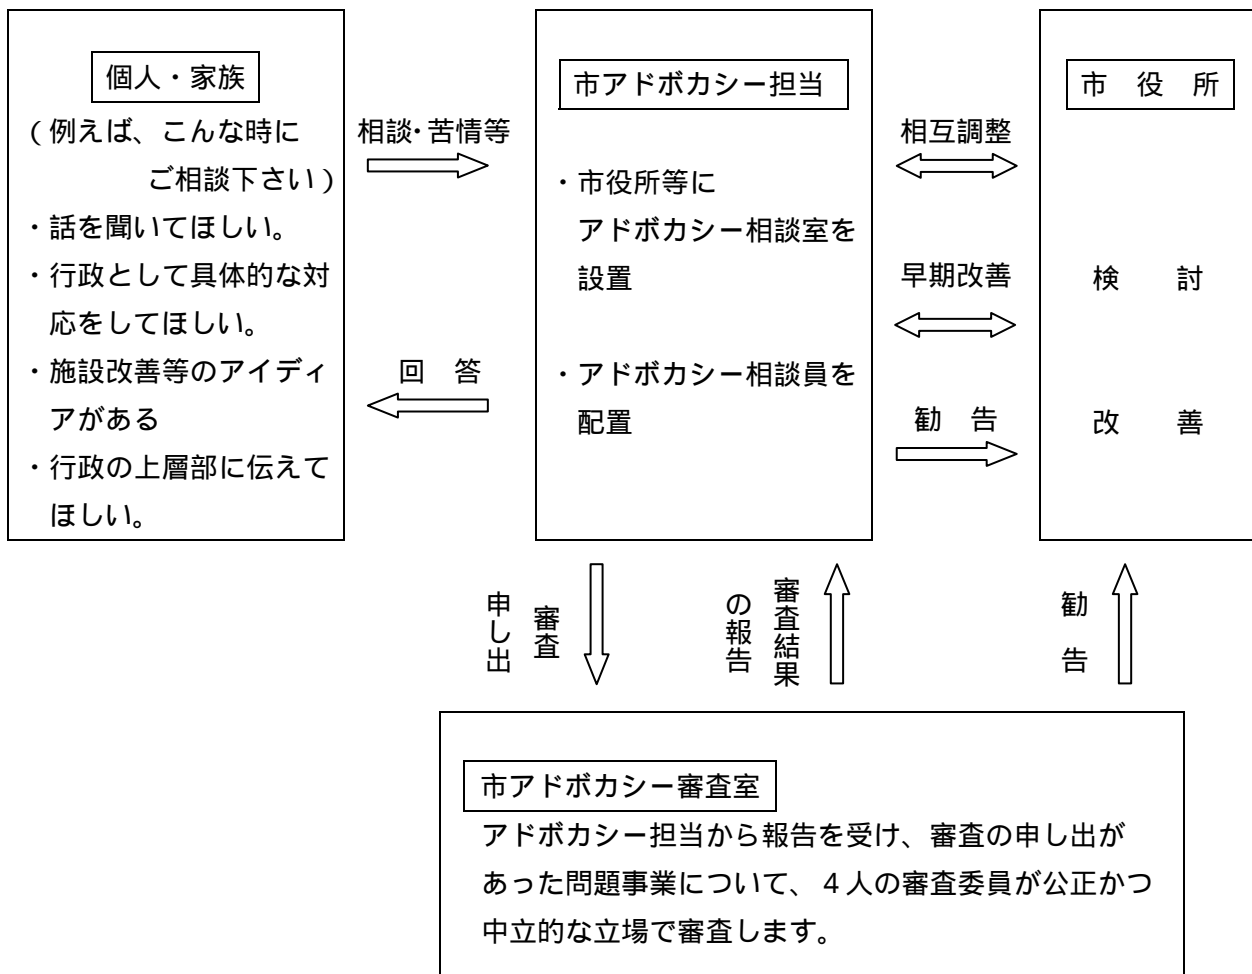 個人・家族
（例えば、こんな時に
ご相談下さい）
・話を聞いてほしい。
・行政として具体的な対
応をしてほしい。
・施設改善等のアイディ
アがある
・行政の上層部に伝えて
ほしい。
相談・苦情等
回　答
市アドボカシー担当
・市役所等に
アドボカシー相談室を
設置
・アドボカシー相談員を
配置
相互調整
早期改善
勧　告
市　役　所
検　　討
改　　善
審査
申し出
審査結果
の報告
勧　告
市アドボカシー審査室
アドボカシー担当から報告を受け、審査の申し出が
あった問題事業について、４人の審査委員が公正かつ
中立的な立場で審査します。